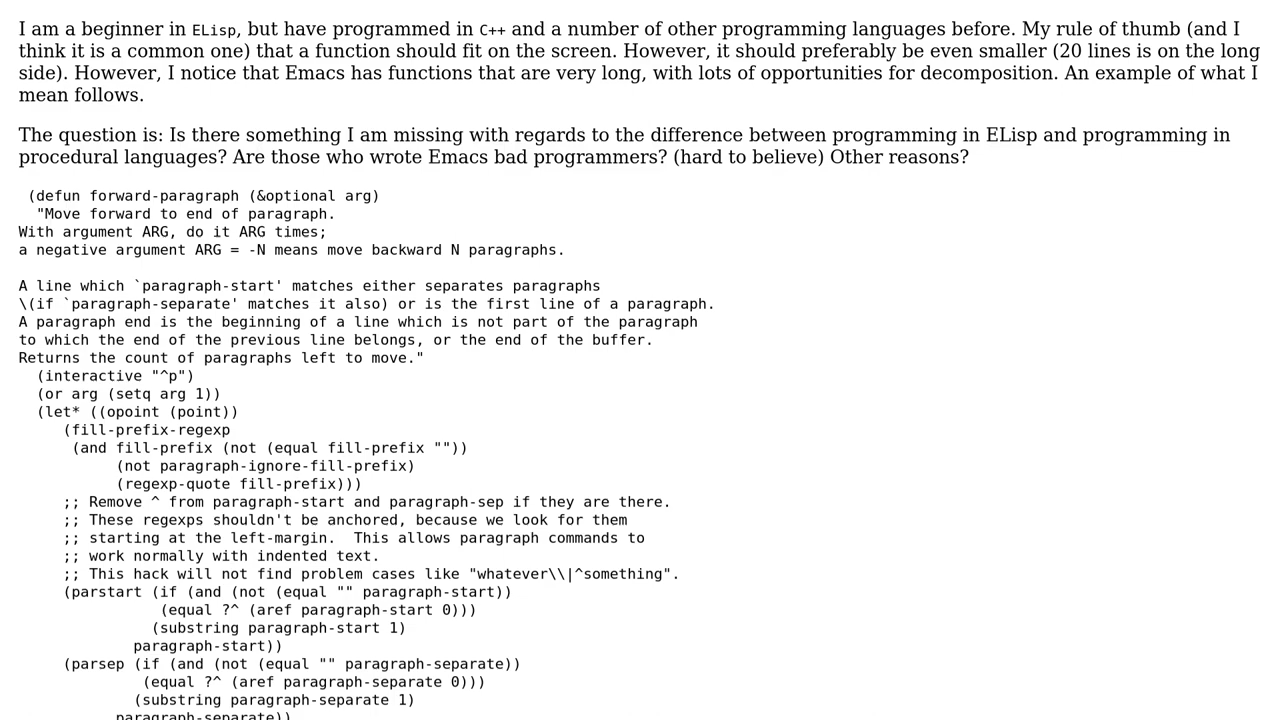 I am a beginner in ELisp, but have programmed in C++ and a number of other programming languages before. My rule of thumb (and I
think it is a common one) that a function should fit on the screen. However, it should preferably be even smaller (20 lines is on the long
side). However, I notice that Emacs has functions that are very long, with lots of opportunities for decomposition. An example of what I
mean follows.

The question is: Is there something I am missing with regards to the difference between programming in ELisp and programming in
procedural languages? Are those who wrote Emacs bad programmers? (hard to believe) Other reasons?

 (defun forward-paragraph (&optional arg)
  "Move forward to end of paragraph.
With argument ARG, do it ARG times;
a negative argument ARG = -N means move backward N paragraphs.

A line which `paragraph-start' matches either separates paragraphs
\(if `paragraph-separate' matches it also) or is the first line of a paragraph.
A paragraph end is the beginning of a line which is not part of the paragraph
to which the end of the previous line belongs, or the end of the buffer.
Returns the count of paragraphs left to move."
  (interactive "^p")
  (or arg (setq arg 1))
  (let* ((opoint (point))
     (fill-prefix-regexp
      (and fill-prefix (not (equal fill-prefix ""))
           (not paragraph-ignore-fill-prefix)
           (regexp-quote fill-prefix)))
     ;; Remove ^ from paragraph-start and paragraph-sep if they are there.
     ;; These regexps shouldn't be anchored, because we look for them
     ;; starting at the left-margin.  This allows paragraph commands to
     ;; work normally with indented text.
     ;; This hack will not find problem cases like "whatever\\|^something".
     (parstart (if (and (not (equal "" paragraph-start))
                (equal ?^ (aref paragraph-start 0)))
               (substring paragraph-start 1)
             paragraph-start))
     (parsep (if (and (not (equal "" paragraph-separate))
              (equal ?^ (aref paragraph-separate 0)))
             (substring paragraph-separate 1)
           paragraph-separate))